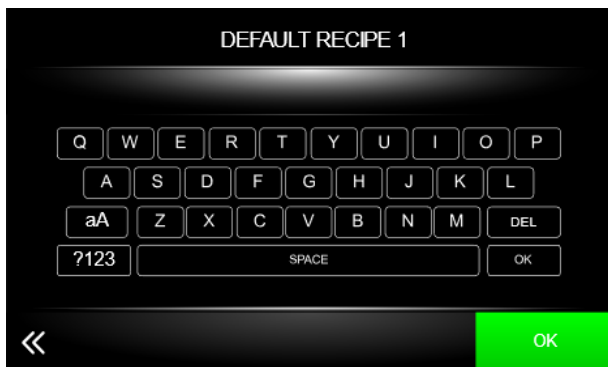 DEFAULT RECIPE 1
Q W E R T Y U I O P
A S D F G H J K L
aA Z X C V B N M DEL
?123 SPACE OK
OK